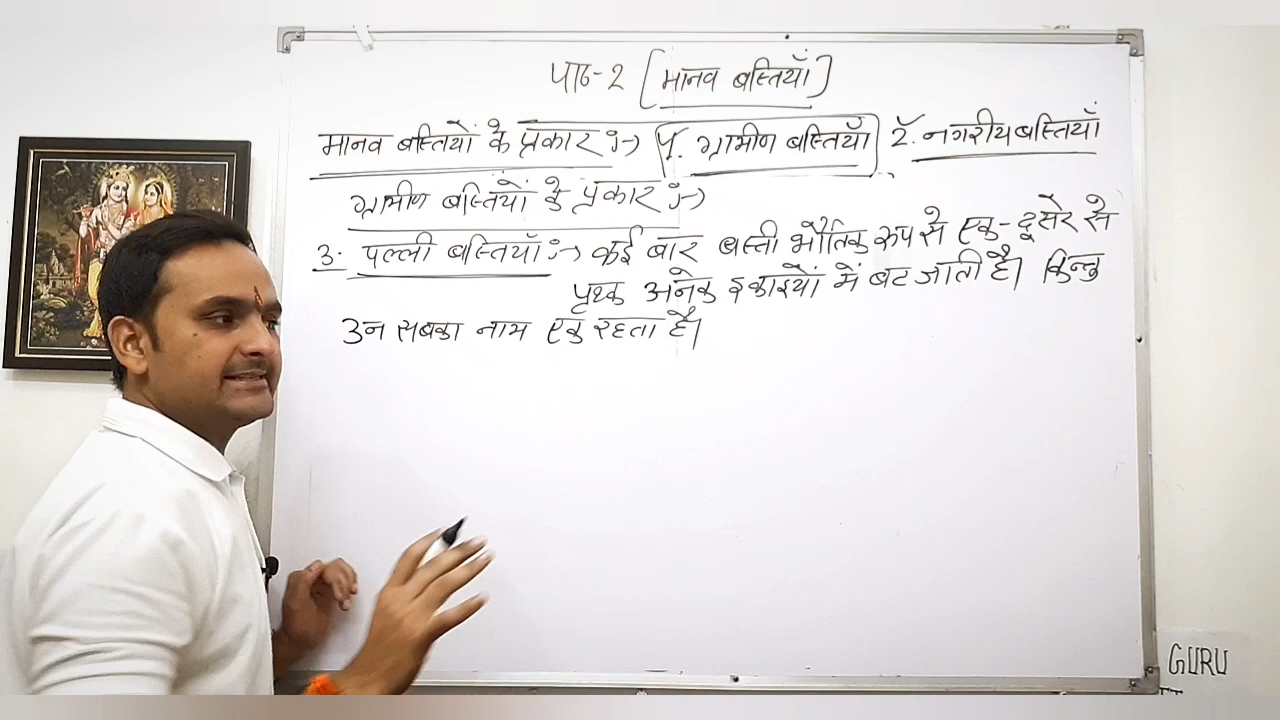 पाठ-2 [मानव बस्तियाँ]
मानव बस्तियों के प्रकार :-> 1. ग्रामीण बस्तियाँ 2. नगरीय बस्तियाँ
ग्रामीण बस्तियों के प्रकार :->
3. पल्ली बस्तियाँ :-> कई बार बस्ती भौतिक रूप से एक-दूसरे से
पृथ्क अनेक इकाइयों में बट जाती है। किन्तु
उन सबका नाम एक रहता है।
GURU